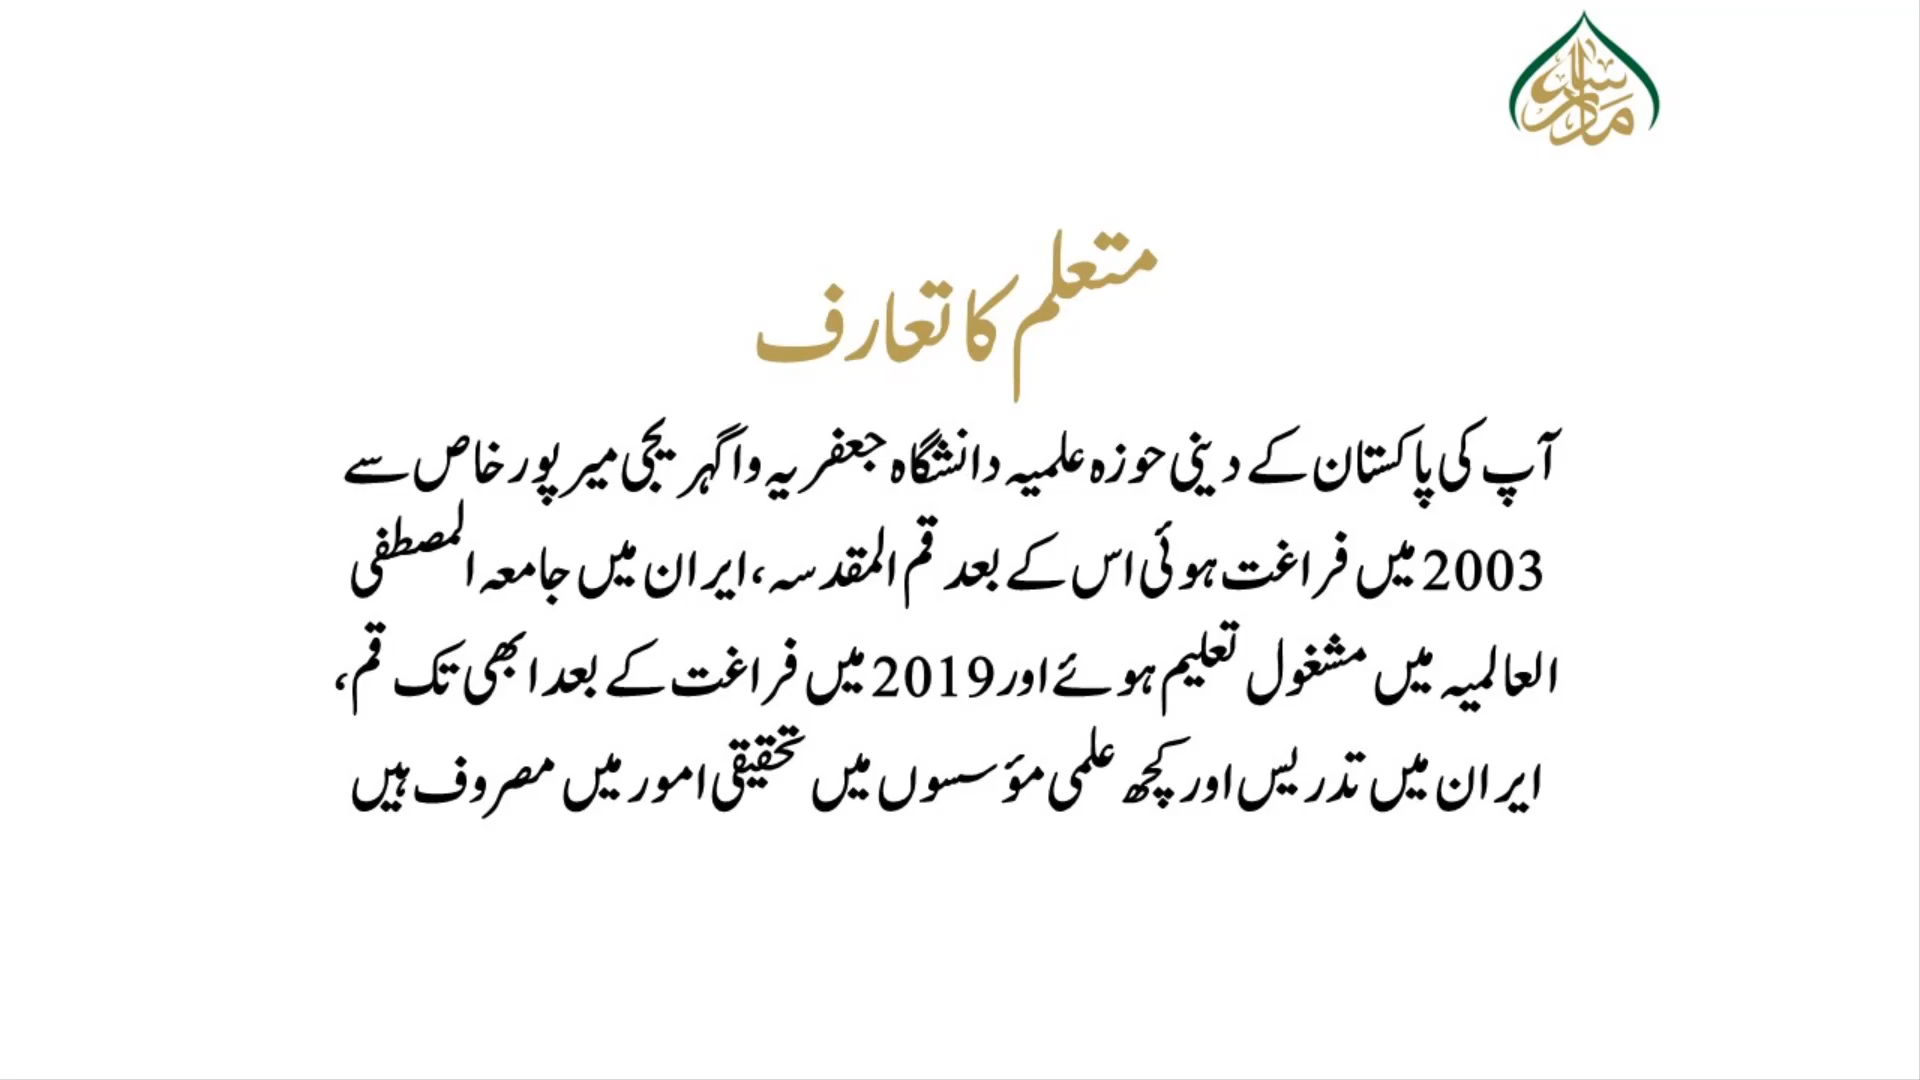 متعلم کا تعارف
آپ کی پاکستان کے دینی حوزہ علمیہ دانشگاہ جعفریہ واگہریجی میرپور خاص سے
2003 میں فراغت ہوئی اس کے بعد قم المقدسہ، ایران میں جامعہ المصطفی
العالمیہ میں مشغول تعلیم ہوئے اور 2019 میں فراغت کے بعد ابھی تک قم،
ایران میں تدریس اور کچھ علمی مؤسسوں میں تحقیقی امور میں مصروف ہیں